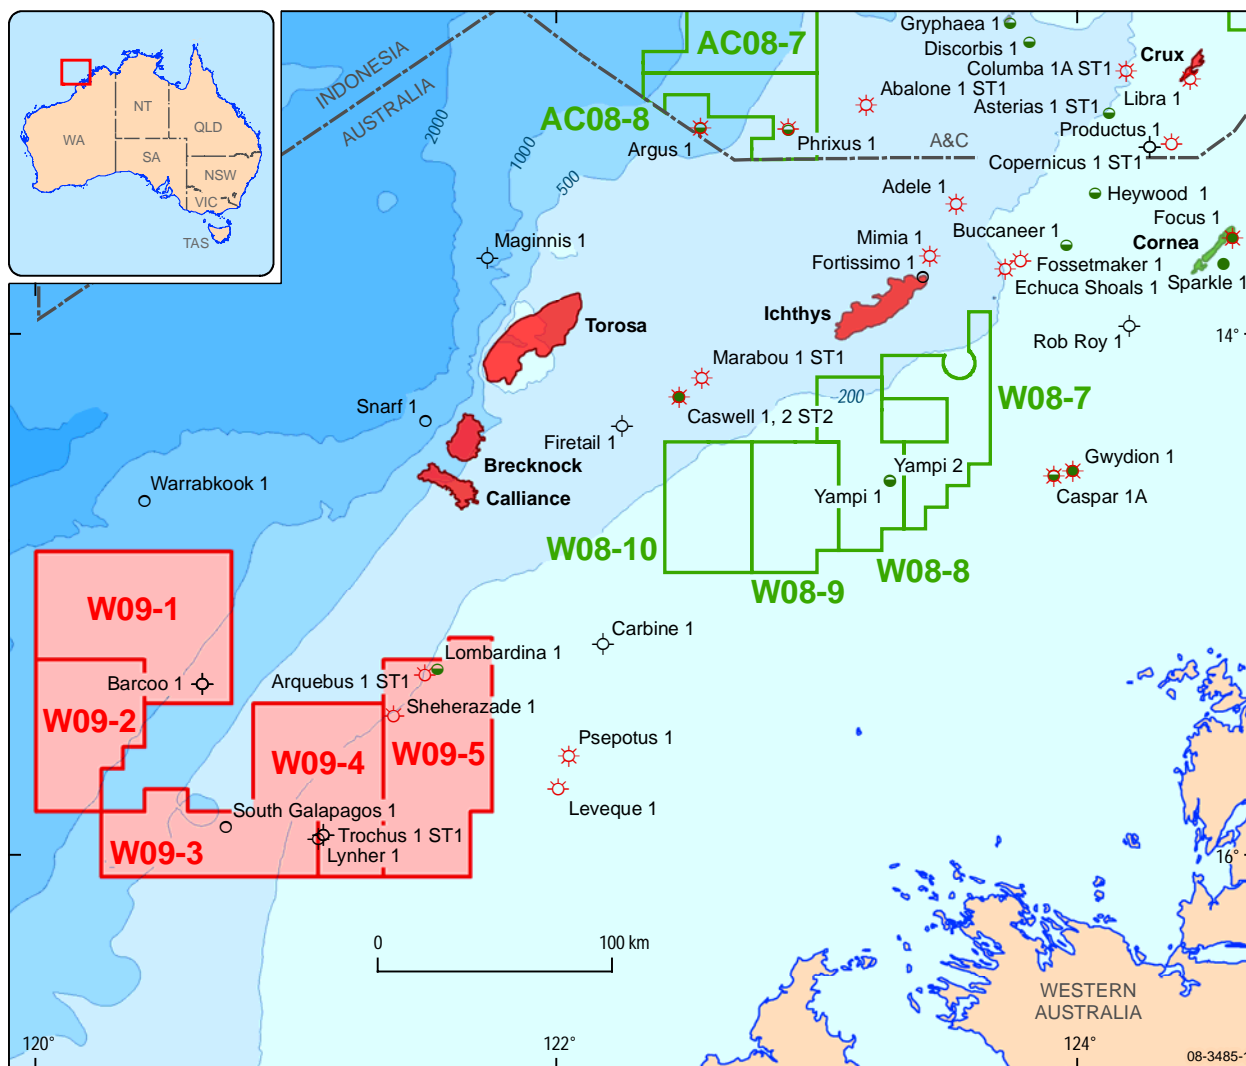 NT
WA
QLD
SA
NSW
VIC
TAS
INDONESIA
AUSTRALIA
2000
1000
500
AC08-7
AC08-8
Argus 1
Phrixus 1
Abalone 1 ST1
A&C
Gryphaea 1
Discorbis 1
Columba 1A ST1
Asterias 1 ST1
Crux
Libra 1
Productus 1
Copernicus 1 ST1
Adele 1
Heywood 1
Focus 1
Buccaneer 1
Cornea
Maginnis 1
Mimia 1
Fortissimo 1
Fossetmaker 1
Echuca Shoals 1
Sparkle 1
Torosa
Ichthys
Rob Roy 1
14°
Marabou 1 ST1
200
W08-7
Snarf 1
Caswell 1, 2 ST2
Firetail 1
Brecknock
Calliance
Yampi 2
Yampi 1
Gwydion 1
Caspar 1A
Warrabkook 1
W08-10
W08-9
W08-8
W09-1
Carbine 1
Lombardina 1
Arquebus 1 ST1
Barcoo 1
Sheherazade 1
W09-2
W09-4
W09-5
Psepotus 1
Leveque 1
South Galapagos 1
Trochus 1 ST1
Lynher 1
W09-3
16°
0
100 km
WESTERN
AUSTRALIA
120°
122°
124°
08-3485-1